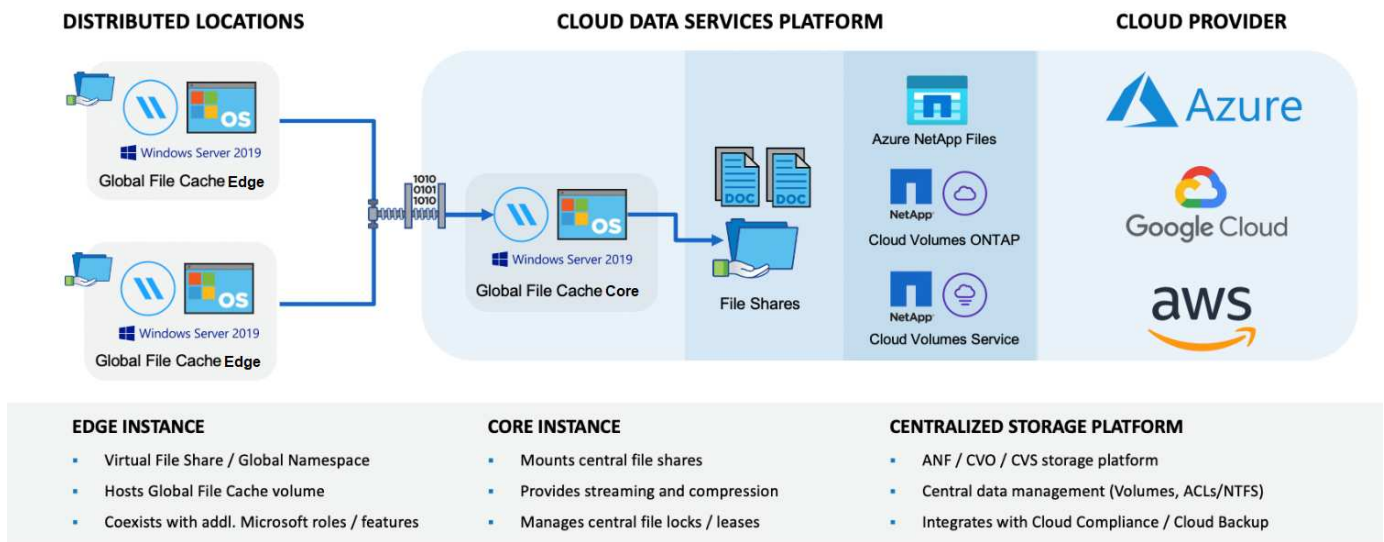 DISTRIBUTED LOCATIONS
CLOUD DATA SERVICES PLATFORM
CLOUD PROVIDER
OS
Windows Server 2019
Global File Cache Edge
OS
Windows Server 2019
Global File Cache Edge
1010
0101
1010
OS
Windows Server 2019
Global File Cache Core
DOC
DOC
File Shares
Azure NetApp Files
NetApp
Cloud Volumes ONTAP
NetApp
Cloud Volumes Service
Azure
Google Cloud
aws
EDGE INSTANCE
▪ Virtual File Share / Global Namespace
▪ Hosts Global File Cache volume
▪ Coexists with addl. Microsoft roles / features
CORE INSTANCE
▪ Mounts central file shares
▪ Provides streaming and compression
▪ Manages central file locks / leases
CENTRALIZED STORAGE PLATFORM
▪ ANF / CVO / CVS storage platform
▪ Central data management (Volumes, ACLs/NTFS)
▪ Integrates with Cloud Compliance / Cloud Backup